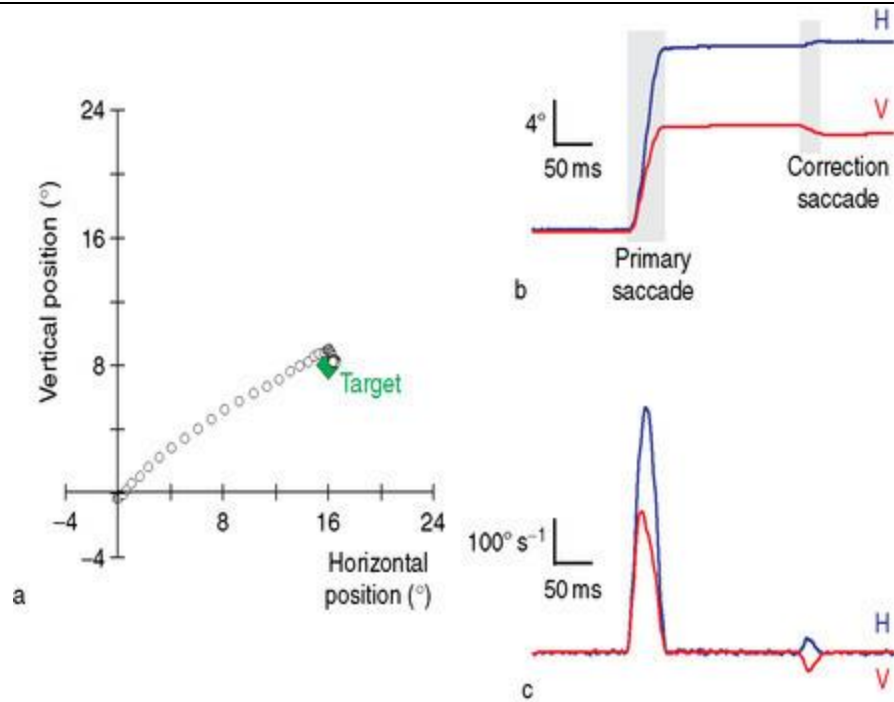 24
16
8
−4
−4
8
16
24
Vertical position (°)
Target
Horizontal
position (°)
a
H
V
4°
50 ms
Correction
saccade
Primary
saccade
b
100° s⁻¹
50 ms
H
V
c